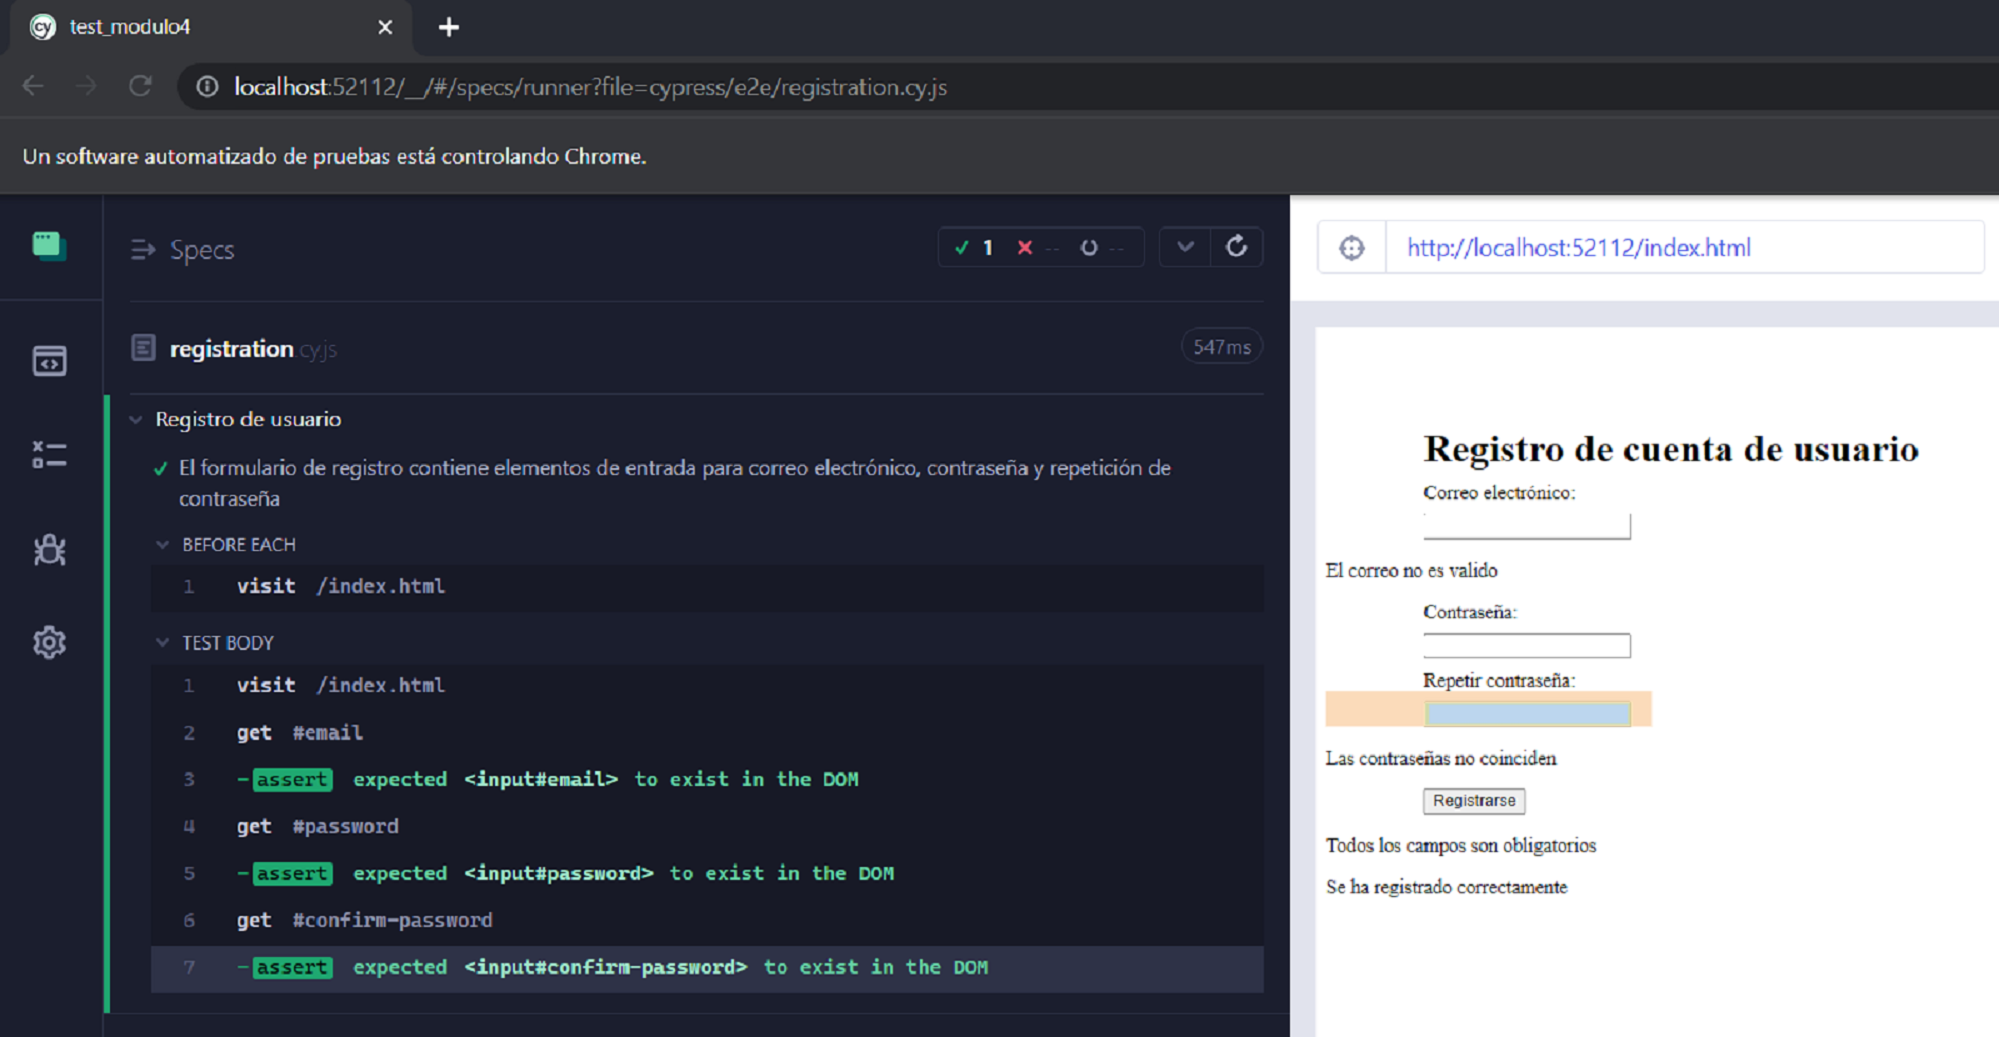 cy test_modulo4
localhost:52112/__/#/specs/runner?file=cypress/e2e/registration.cy.js
Un software automatizado de pruebas está controlando Chrome.
Specs
1 -- --
http://localhost:52112/index.html
registration.cy.js
547ms
Registro de usuario
El formulario de registro contiene elementos de entrada para correo electrónico, contraseña y repetición de
contraseña
BEFORE EACH
1 visit /index.html
TEST BODY
1 visit /index.html
2 get #email
3 -assert expected <input#email> to exist in the DOM
4 get #password
5 -assert expected <input#password> to exist in the DOM
6 get #confirm-password
7 -assert expected <input#confirm-password> to exist in the DOM
Registro de cuenta de usuario
Correo electrónico:
El correo no es valido
Contraseña:
Repetir contraseña:
Las contraseñas no coinciden
Registrarse
Todos los campos son obligatorios
Se ha registrado correctamente